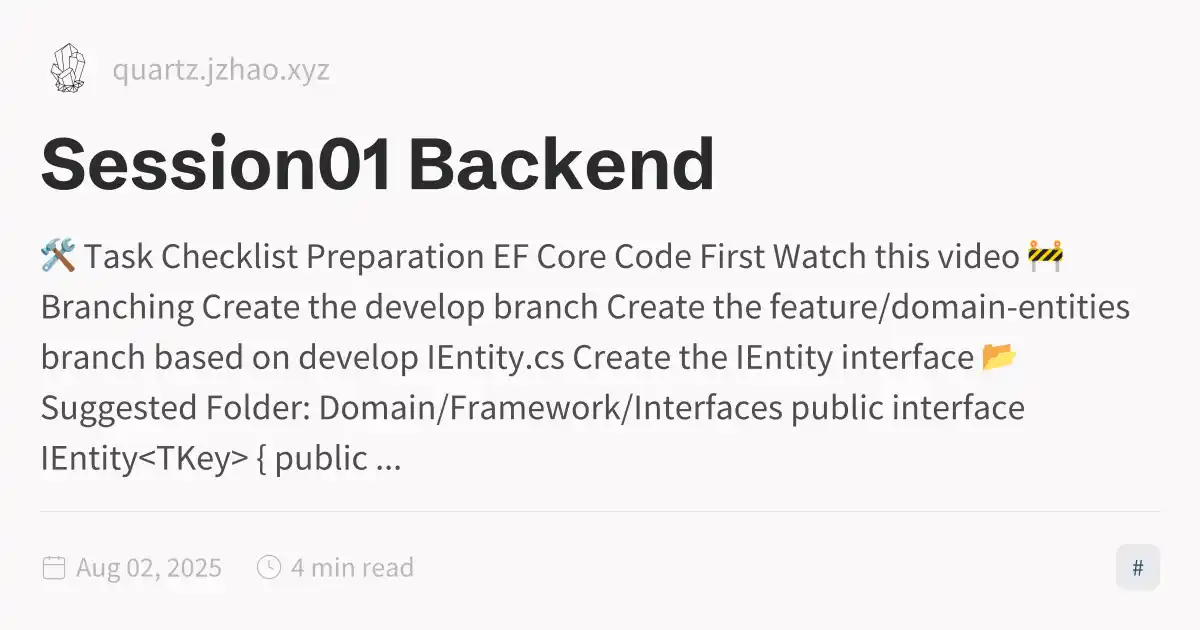 quartz.jzhao.xyz
Session01 Backend
🛠️ Task Checklist Preparation EF Core Code First Watch this video 🚧
Branching Create the develop branch Create the feature/domain-entities
branch based on develop IEntity.cs Create the IEntity interface 📂
Suggested Folder: Domain/Framework/Interfaces public interface
IEntity<TKey> { public ...
Aug 02, 2025
4 min read
#